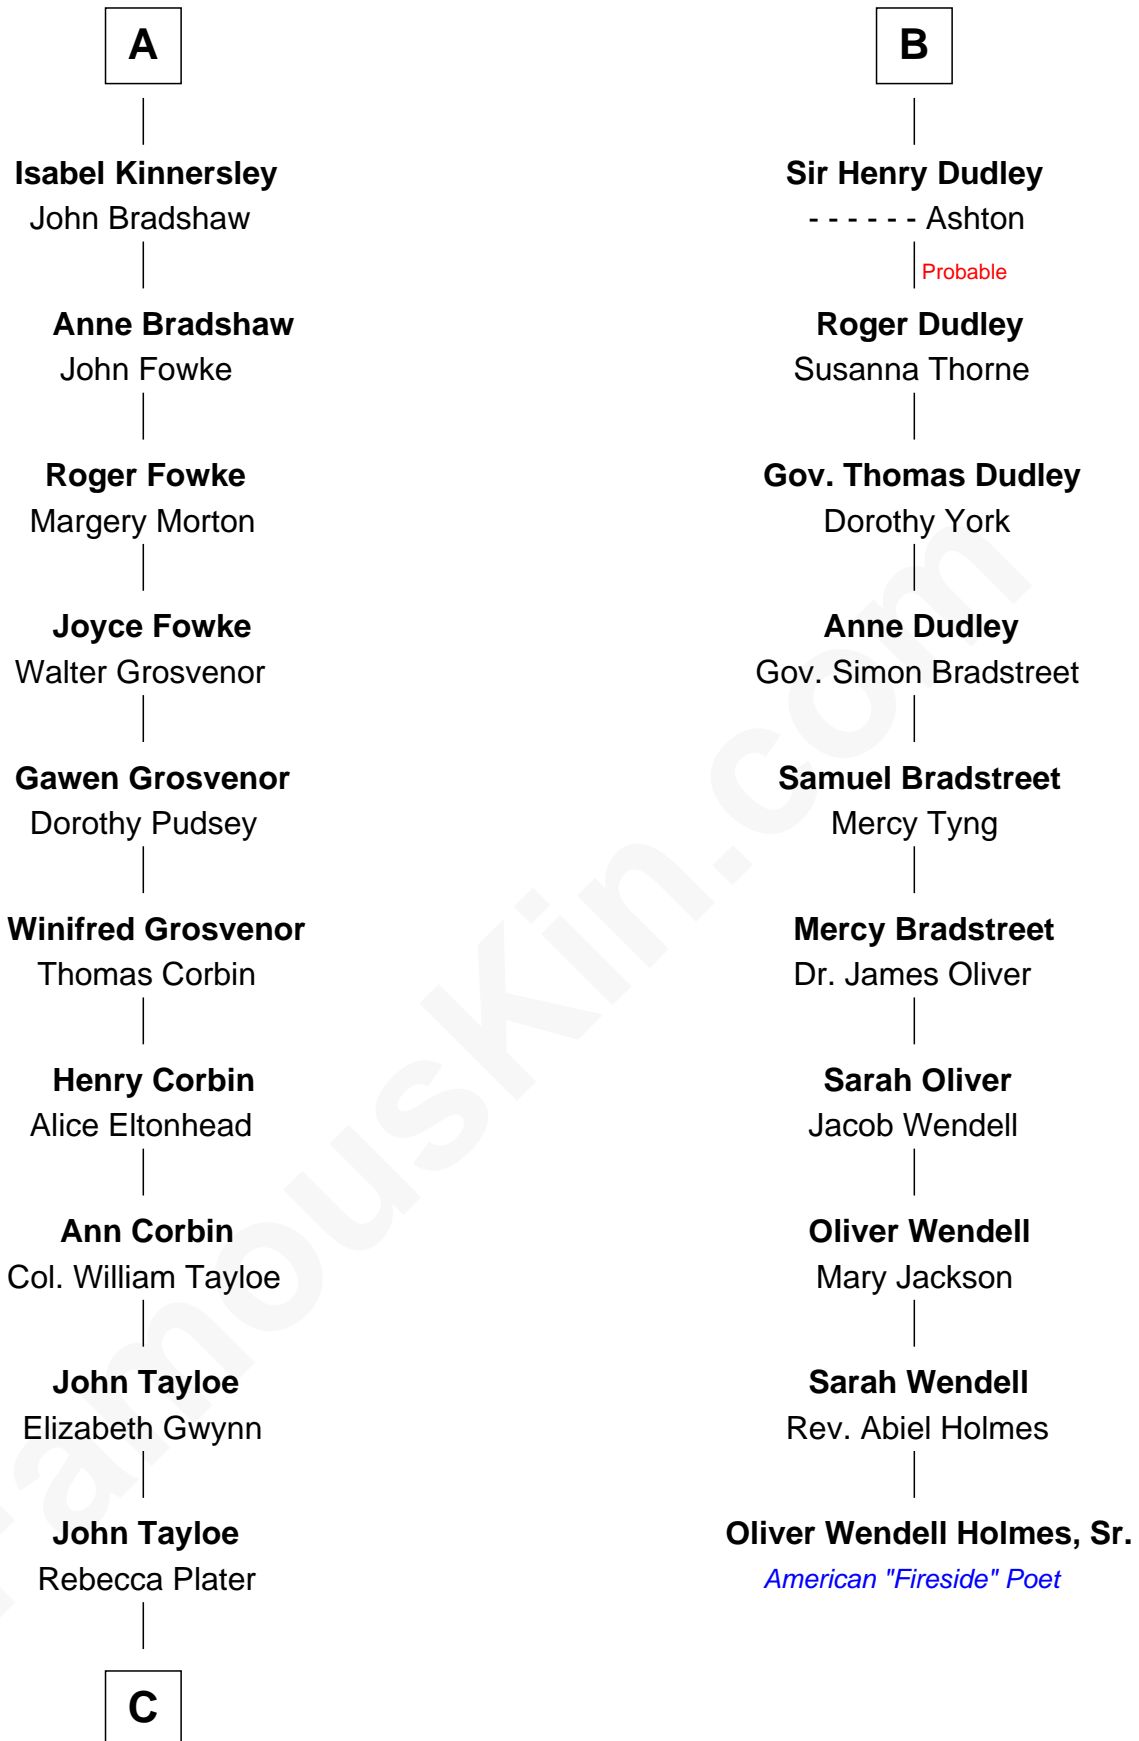 A
Isabel Kinnersley
John Bradshaw
Anne Bradshaw
John Fowke
Roger Fowke
Margery Morton
Joyce Fowke
Walter Grosvenor
Gawen Grosvenor
Dorothy Pudsey
Winifred Grosvenor
Thomas Corbin
Henry Corbin
Alice Eltonhead
Ann Corbin
Col. William Tayloe
John Tayloe
Elizabeth Gwynn
John Tayloe
Rebecca Plater
C
B
Sir Henry Dudley
- - - - - - Ashton
Probable
Roger Dudley
Susanna Thorne
Gov. Thomas Dudley
Dorothy York
Anne Dudley
Gov. Simon Bradstreet
Samuel Bradstreet
Mercy Tyng
Mercy Bradstreet
Dr. James Oliver
Sarah Oliver
Jacob Wendell
Oliver Wendell
Mary Jackson
Sarah Wendell
Rev. Abiel Holmes
Oliver Wendell Holmes, Sr.
American "Fireside" Poet
FamousKin.com